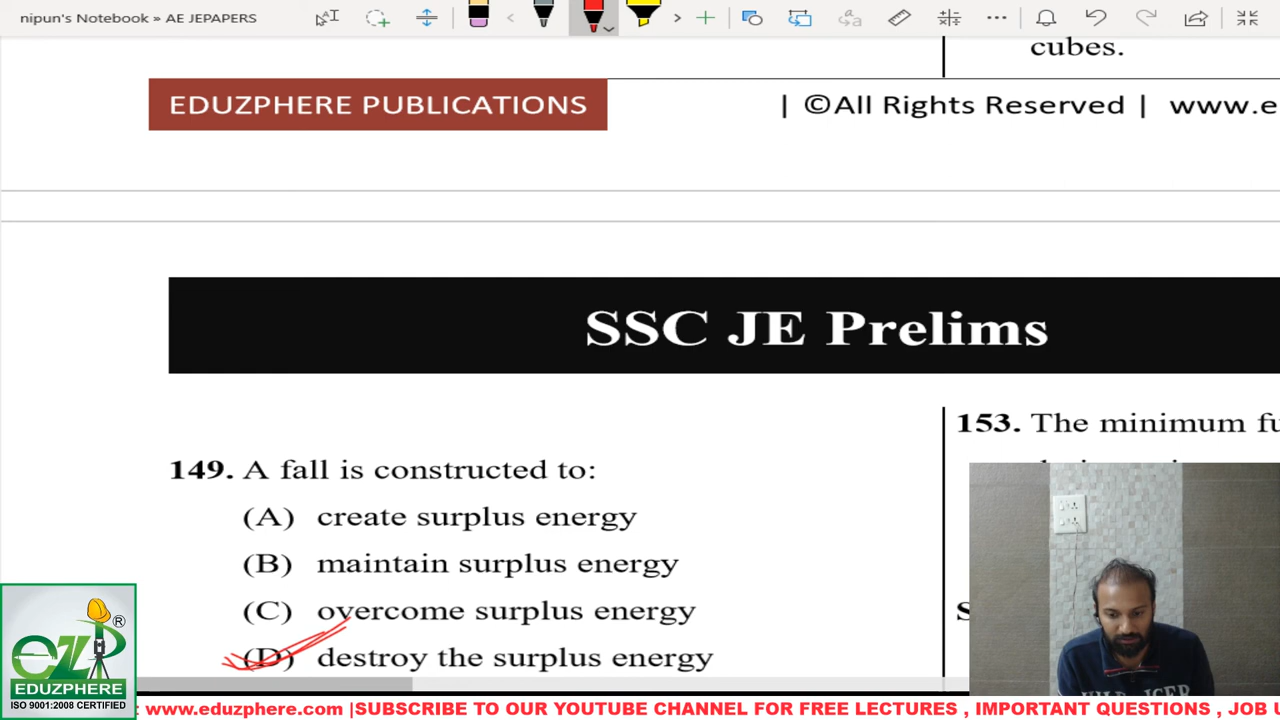 nipun's Notebook » AE JEPAPERS
cubes.
EDUZPHERE PUBLICATIONS
| ©All Rights Reserved | www.e
SSC JE Prelims
149. A fall is constructed to:
(A) create surplus energy
(B) maintain surplus energy
(C) overcome surplus energy
(D) destroy the surplus energy
153. The minimum fu
S
EZP
®
EDUZPHERE
ISO 9001:2008 CERTIFIED
: www.eduzphere.com |SUBSCRIBE TO OUR YOUTUBE CHANNEL FOR FREE LECTURES , IMPORTANT QUESTIONS , JOB U